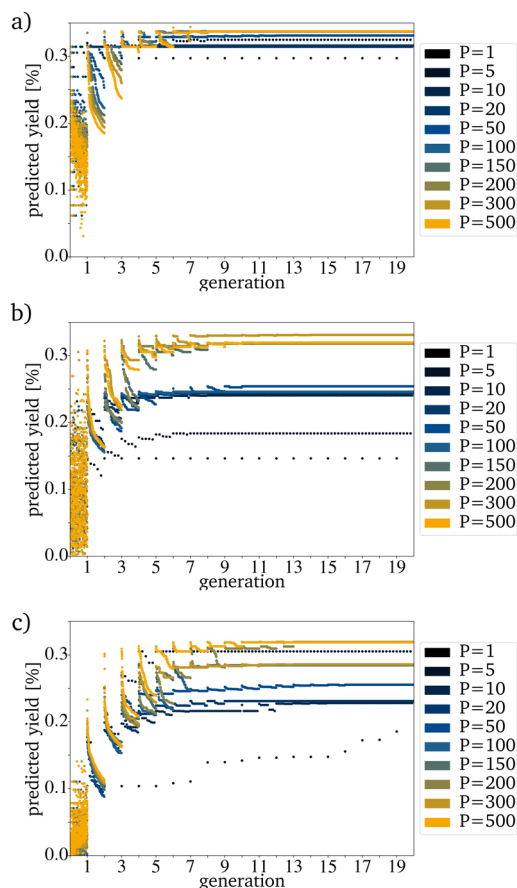 a)
predicted yield [%]
0.3
0.2
0.1
0.0
1 3 5 7 9 11 13 15 17 19
generation
P=1
P=5
P=10
P=20
P=50
P=100
P=150
P=200
P=300
P=500
b)
predicted yield [%]
0.3
0.2
0.1
0.0
1 3 5 7 9 11 13 15 17 19
generation
P=1
P=5
P=10
P=20
P=50
P=100
P=150
P=200
P=300
P=500
c)
predicted yield [%]
0.3
0.2
0.1
0.0
1 3 5 7 9 11 13 15 17 19
generation
P=1
P=5
P=10
P=20
P=50
P=100
P=150
P=200
P=300
P=500